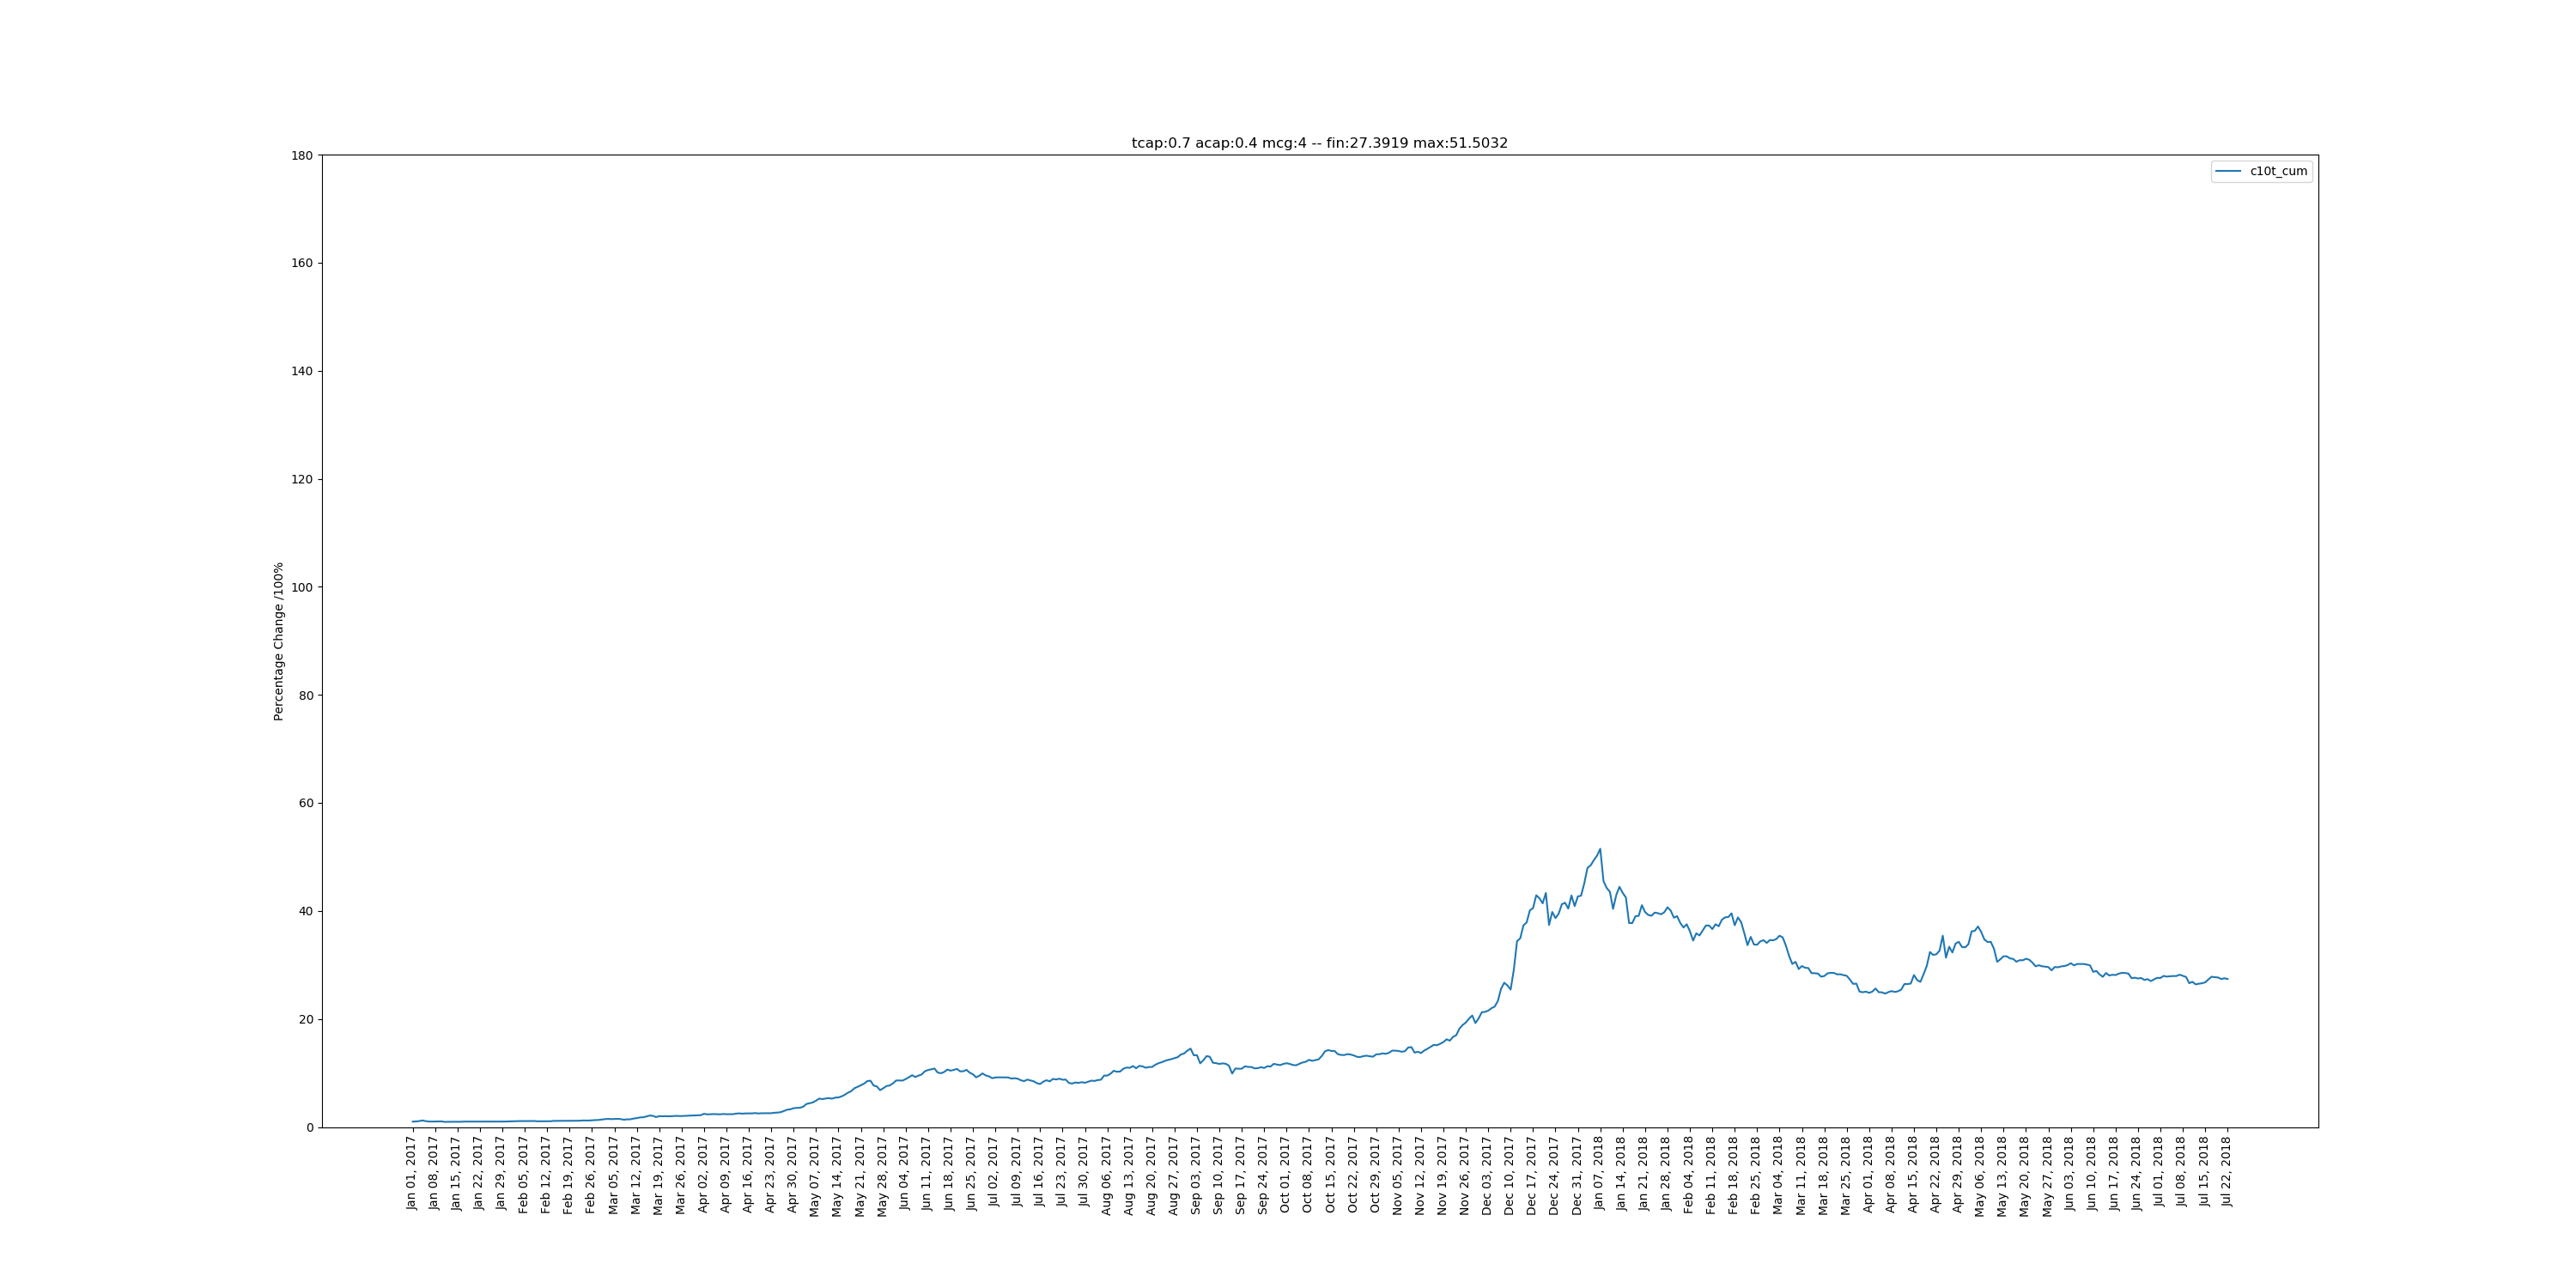 tcap:0.7 acap:0.4 mcg:4 -- fin:27.3919 max:51.5032
c10t_cum
Percentage Change /100%
180
160
140
120
100
80
60
40
20
0
Jan 01, 2017
Jan 08, 2017
Jan 15, 2017
Jan 22, 2017
Jan 29, 2017
Feb 05, 2017
Feb 12, 2017
Feb 19, 2017
Feb 26, 2017
Mar 05, 2017
Mar 12, 2017
Mar 19, 2017
Mar 26, 2017
Apr 02, 2017
Apr 09, 2017
Apr 16, 2017
Apr 23, 2017
Apr 30, 2017
May 07, 2017
May 14, 2017
May 21, 2017
May 28, 2017
Jun 04, 2017
Jun 11, 2017
Jun 18, 2017
Jun 25, 2017
Jul 02, 2017
Jul 09, 2017
Jul 16, 2017
Jul 23, 2017
Jul 30, 2017
Aug 06, 2017
Aug 13, 2017
Aug 20, 2017
Aug 27, 2017
Sep 03, 2017
Sep 10, 2017
Sep 17, 2017
Sep 24, 2017
Oct 01, 2017
Oct 08, 2017
Oct 15, 2017
Oct 22, 2017
Oct 29, 2017
Nov 05, 2017
Nov 12, 2017
Nov 19, 2017
Nov 26, 2017
Dec 03, 2017
Dec 10, 2017
Dec 17, 2017
Dec 24, 2017
Dec 31, 2017
Jan 07, 2018
Jan 14, 2018
Jan 21, 2018
Jan 28, 2018
Feb 04, 2018
Feb 11, 2018
Feb 18, 2018
Feb 25, 2018
Mar 04, 2018
Mar 11, 2018
Mar 18, 2018
Mar 25, 2018
Apr 01, 2018
Apr 08, 2018
Apr 15, 2018
Apr 22, 2018
Apr 29, 2018
May 06, 2018
May 13, 2018
May 20, 2018
May 27, 2018
Jun 03, 2018
Jun 10, 2018
Jun 17, 2018
Jun 24, 2018
Jul 01, 2018
Jul 08, 2018
Jul 15, 2018
Jul 22, 2018